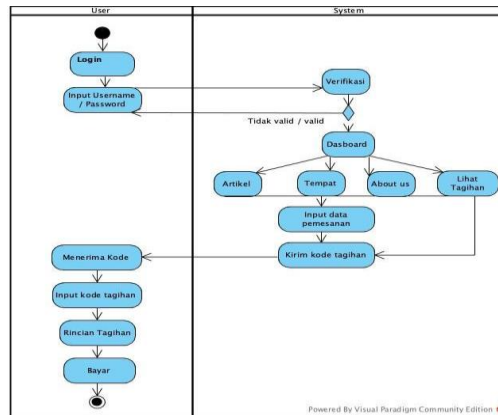 User
System
Login
Input Username
/ Password
Verifikasi
Tidak valid / valid
Dasboard
Artikel
Tempat
About us
Lihat
Tagihan
Input data
pemesanan
Menerima Kode
Kirim kode tagihan
Input kode tagihan
Rincian Tagihan
Bayar
Powered By Visual Paradigm Community Edition